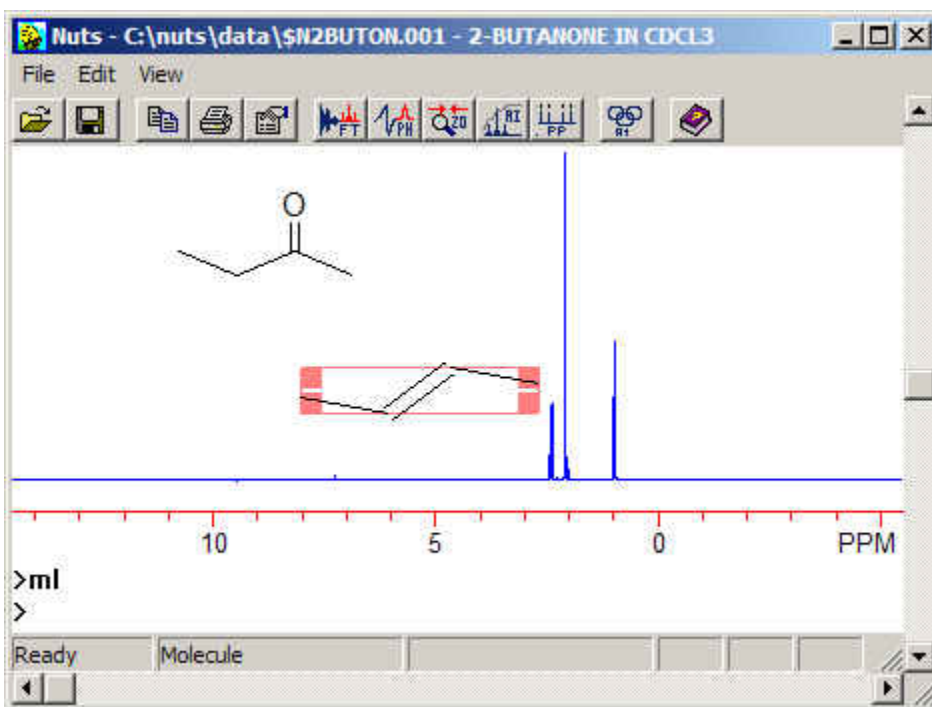 Nuts - C:\nuts\data\$N2BUTON.001 - 2-BUTANONE IN CDCL3
File Edit View
FT PH ZO RI PP
O
10 5 0 PPM
>ml
>
Ready Molecule